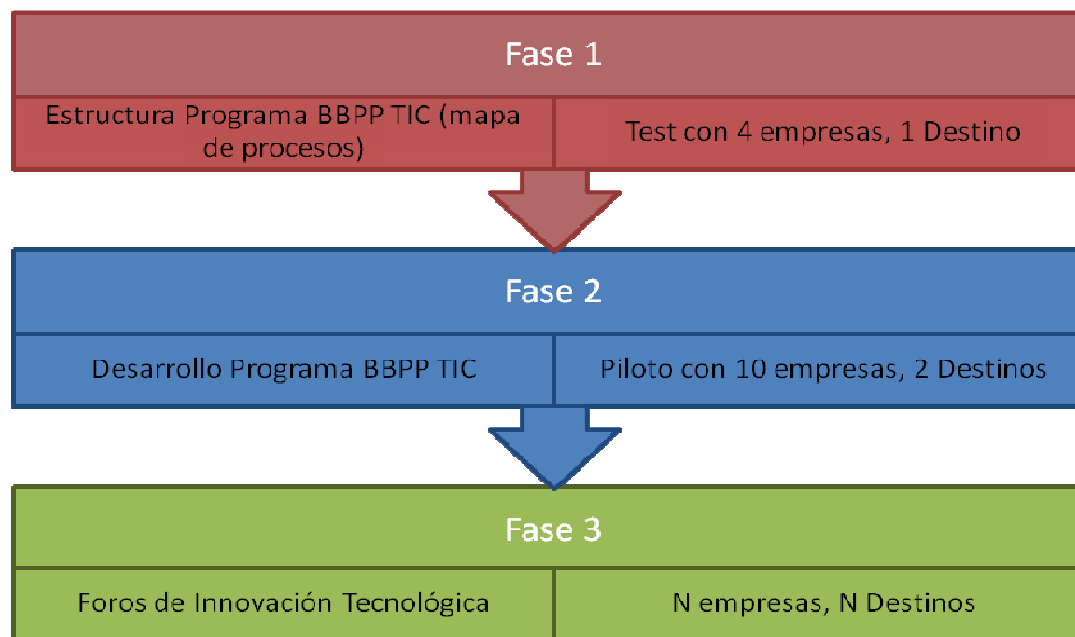 Fase 1
Estructura Programa BBPP TIC (mapa
de procesos)
Test con 4 empresas, 1 Destino
Fase 2
Desarrollo Programa BBPP TIC
Piloto con 10 empresas, 2 Destinos
Fase 3
Foros de Innovación Tecnológica
N empresas, N Destinos